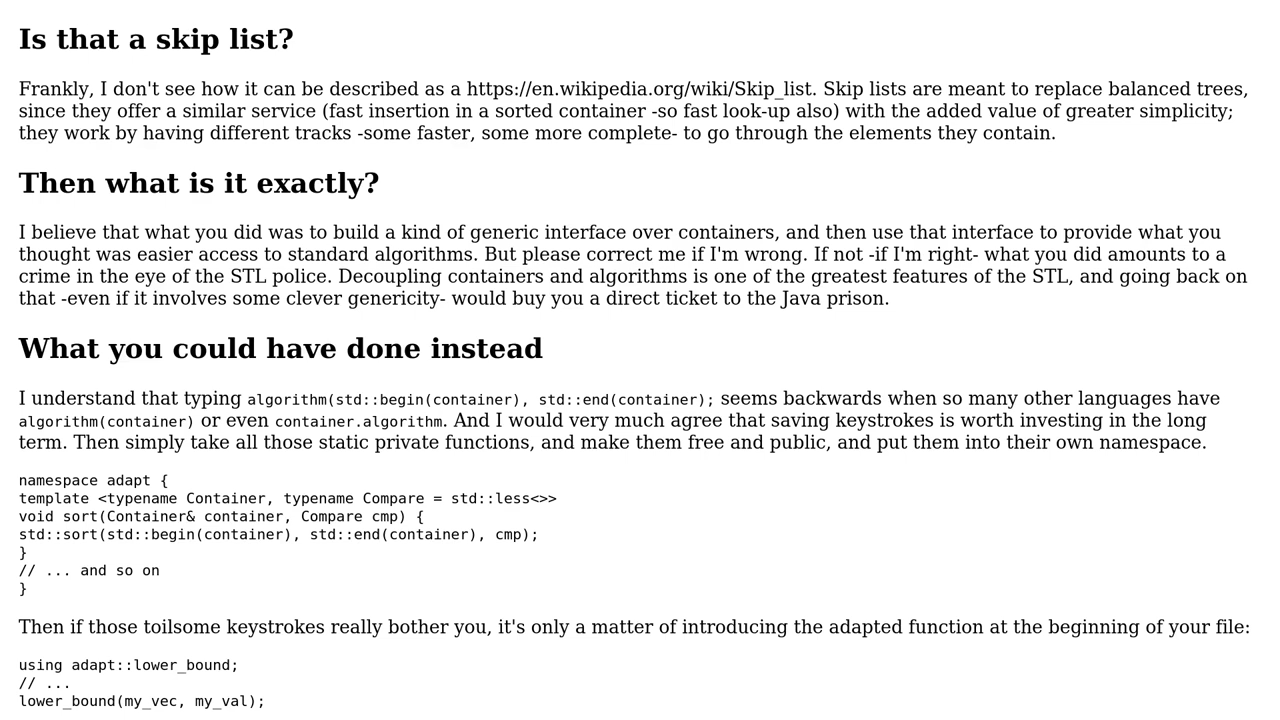 Is that a skip list?
Frankly, I don't see how it can be described as a https://en.wikipedia.org/wiki/Skip_list. Skip lists are meant to replace balanced trees,
since they offer a similar service (fast insertion in a sorted container -so fast look-up also) with the added value of greater simplicity;
they work by having different tracks -some faster, some more complete- to go through the elements they contain.
Then what is it exactly?
I believe that what you did was to build a kind of generic interface over containers, and then use that interface to provide what you
thought was easier access to standard algorithms. But please correct me if I'm wrong. If not -if I'm right- what you did amounts to a
crime in the eye of the STL police. Decoupling containers and algorithms is one of the greatest features of the STL, and going back on
that -even if it involves some clever genericity- would buy you a direct ticket to the Java prison.
What you could have done instead
I understand that typing algorithm(std::begin(container), std::end(container); seems backwards when so many other languages have
algorithm(container) or even container.algorithm. And I would very much agree that saving keystrokes is worth investing in the long
term. Then simply take all those static private functions, and make them free and public, and put them into their own namespace.
namespace adapt {
template <typename Container, typename Compare = std::less<>>
void sort(Container& container, Compare cmp) {
std::sort(std::begin(container), std::end(container), cmp);
}
// ... and so on
}
Then if those toilsome keystrokes really bother you, it's only a matter of introducing the adapted function at the beginning of your file:
using adapt::lower_bound;
// ...
lower_bound(my_vec, my_val);